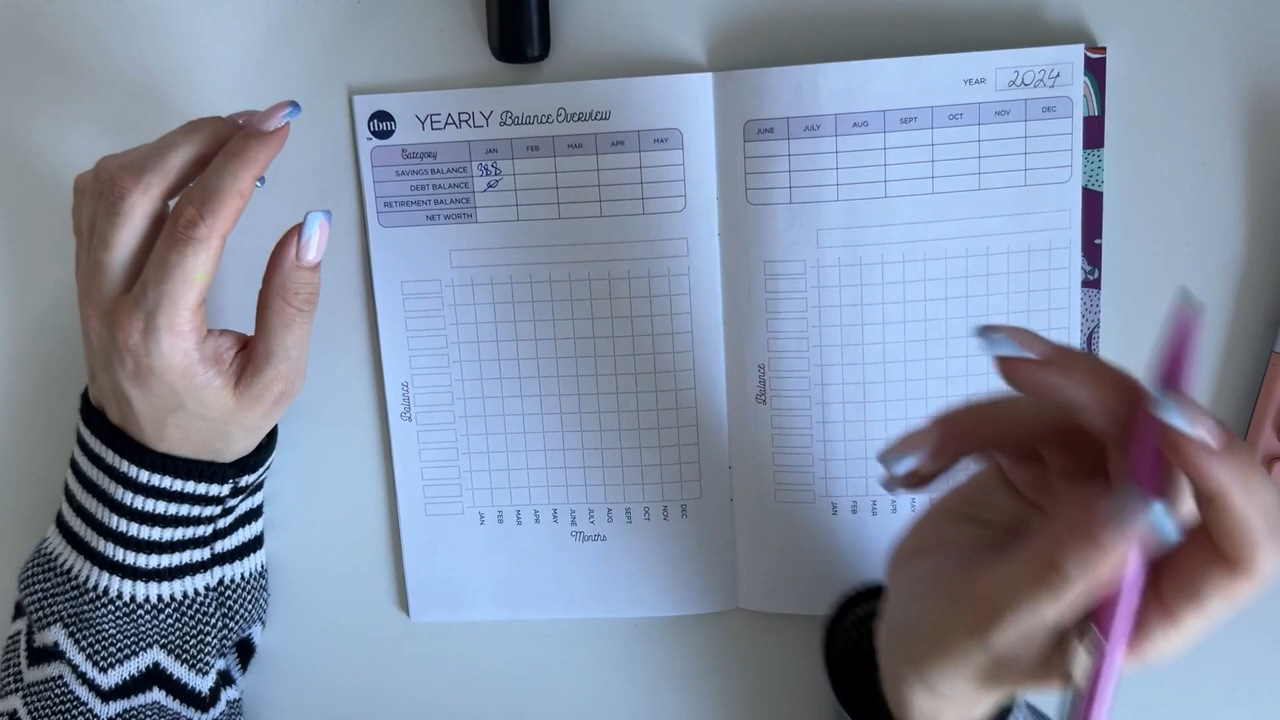 tbm YEARLY Balance Overview
Category JAN FEB MAR APR MAY
SAVINGS BALANCE 388
DEBT BALANCE Ø
RETIREMENT BALANCE
NET WORTH
Balance
JAN FEB MAR APR MAY JUNE JULY AUG SEPT OCT NOV DEC
Months
YEAR: 2024
JUNE JULY AUG SEPT OCT NOV DEC
Balance
JAN FEB MAR APR MAY